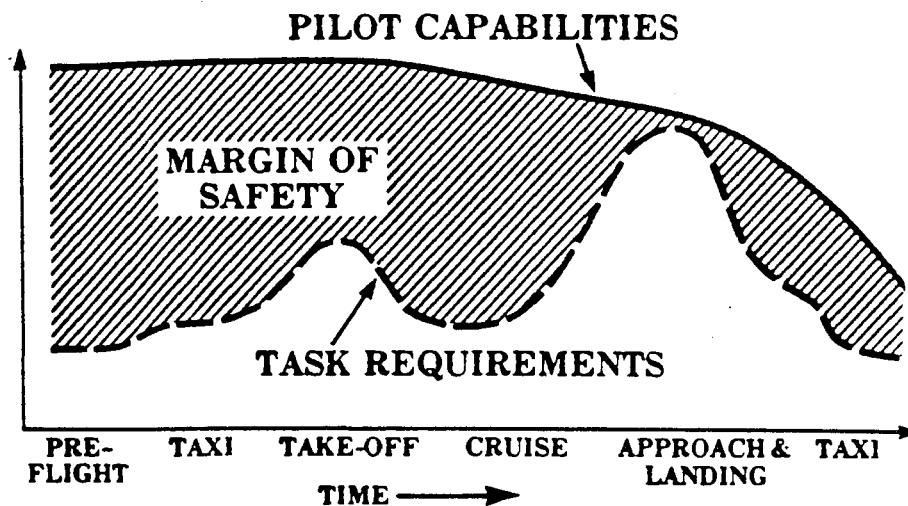 PILOT CAPABILITIES
MARGIN OF
SAFETY
TASK REQUIREMENTS
PRE-
FLIGHT
TAXI
TAKE-OFF
CRUISE
APPROACH &
LANDING
TAXI
TIME